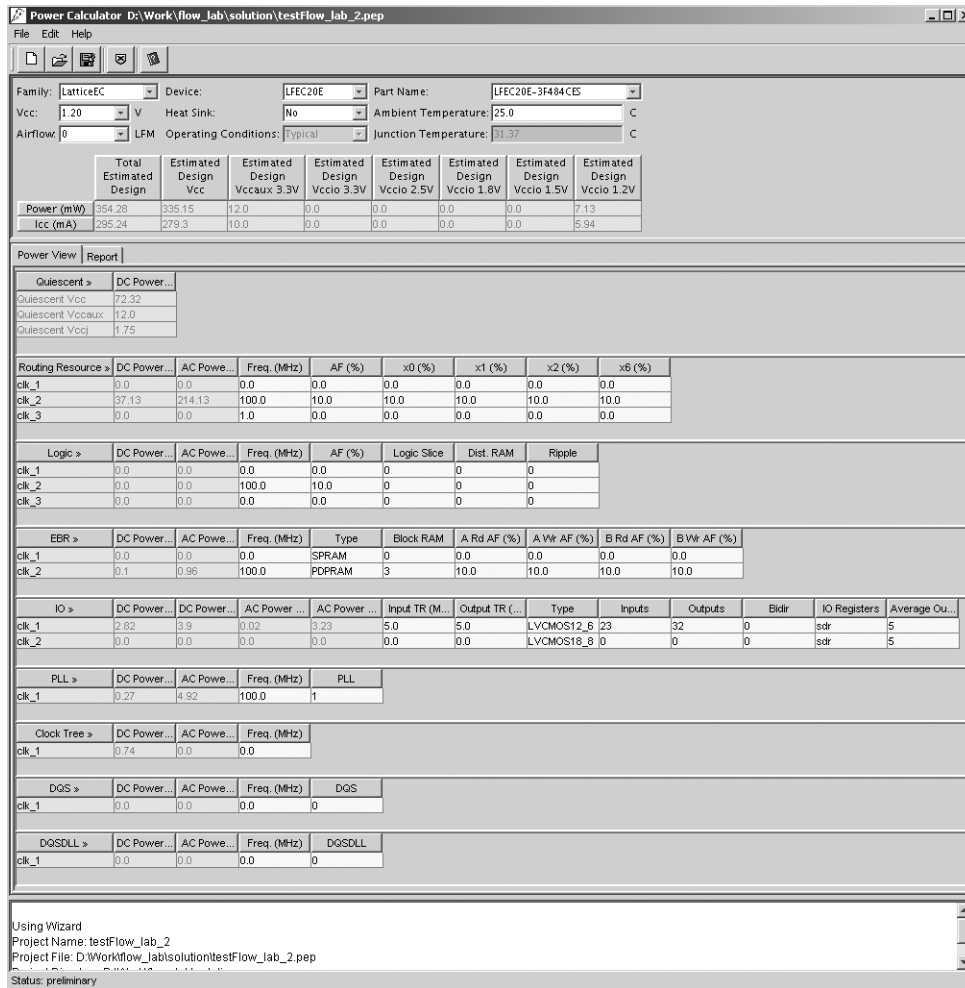 Power Calculator D:\Work\flow_lab\solution\testFlow_lab_2.pep
File Edit Help
Family: LatticeEC Device: LFEC20E Part Name: LFEC20E-3F484CES
Vcc: 1.20 V Heat Sink: No Ambient Temperature: 25.0 C
Airflow: 0 LFM Operating Conditions: Typical Junction Temperature: 31.37 C
Total Estimated Design Estimated Design Vcc Estimated Design Vccaux 3.3V Estimated Design Vccio 3.3V Estimated Design Vccio 2.5V Estimated Design Vccio 1.8V Estimated Design Vccio 1.5V Estimated Design Vccio 1.2V
Power (mW) 354.28 335.15 12.0 0.0 0.0 0.0 0.0 7.13
Icc (mA) 295.24 279.3 10.0 0.0 0.0 0.0 0.0 5.94
Power View Report
Quiescent » DC Power...
Quiescent Vcc 72.32
Quiescent Vccaux 12.0
Quiescent Vccj 1.75
Routing Resource » DC Power... AC Powe... Freq. (MHz) AF (%) x0 (%) x1 (%) x2 (%) x6 (%)
clk_1 0.0 0.0 0.0 0.0 0.0 0.0 0.0 0.0
clk_2 37.13 214.13 100.0 10.0 10.0 10.0 10.0 10.0
clk_3 0.0 0.0 1.0 0.0 0.0 0.0 0.0 0.0
Logic » DC Power... AC Powe... Freq. (MHz) AF (%) Logic Slice Dist. RAM Ripple
clk_1 0.0 0.0 0.0 0.0 0 0 0
clk_2 0.0 0.0 100.0 10.0 0 0 0
clk_3 0.0 0.0 0.0 0.0 0 0 0
EBR » DC Power... AC Powe... Freq. (MHz) Type Block RAM A Rd AF (%) A Wr AF (%) B Rd AF (%) B Wr AF (%)
clk_1 0.0 0.0 0.0 SPRAM 0 0.0 0.0 0.0 0.0
clk_2 0.1 0.96 100.0 PDPRAM 3 10.0 10.0 10.0 10.0
IO » DC Power... DC Power... AC Power ... AC Power ... Input TR (M... Output TR (... Type Inputs Outputs Bidir IO Registers Average Ou...
clk_1 2.82 3.9 0.02 3.23 5.0 5.0 LVCMOS12_6 23 32 0 sdr 5
clk_2 0.0 0.0 0.0 0.0 0.0 0.0 LVCMOS18_8 0 0 0 sdr 5
PLL » DC Power... AC Powe... Freq. (MHz) PLL
clk_1 0.27 4.92 100.0 1
Clock Tree » DC Power... AC Powe... Freq. (MHz)
clk_1 0.74 0.0 0.0
DQS » DC Power... AC Powe... Freq. (MHz) DQS
clk_1 0.0 0.0 0.0 0
DQSDLL » DC Power... AC Powe... Freq. (MHz) DQSDLL
clk_1 0.0 0.0 0.0 0
Using Wizard
Project Name: testFlow_lab_2
Project File: D:\Work\flow_lab\solution\testFlow_lab_2.pep
Status: preliminary